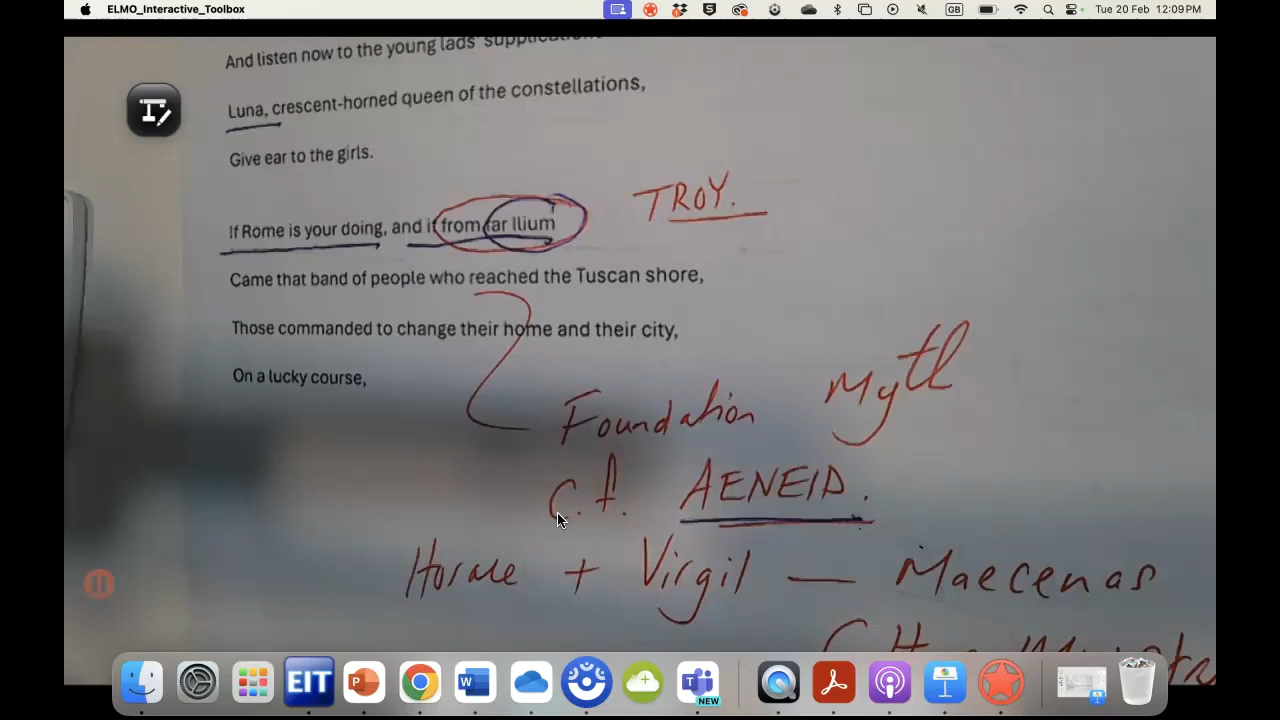 ELMO_Interactive_Toolbox
GB
Tue 20 Feb 12:09PM
And listen now to the young lads'
Luna, crescent-horned queen of the constellations,
Give ear to the girls.
If Rome is your doing, and if from far Ilium
TROY.
Came that band of people who reached the Tuscan shore,
Those commanded to change their home and their city,
On a lucky course,
Foundation Myth
c.f. AENEID.
Horace + Virgil — Maecenas
EIT
NEW